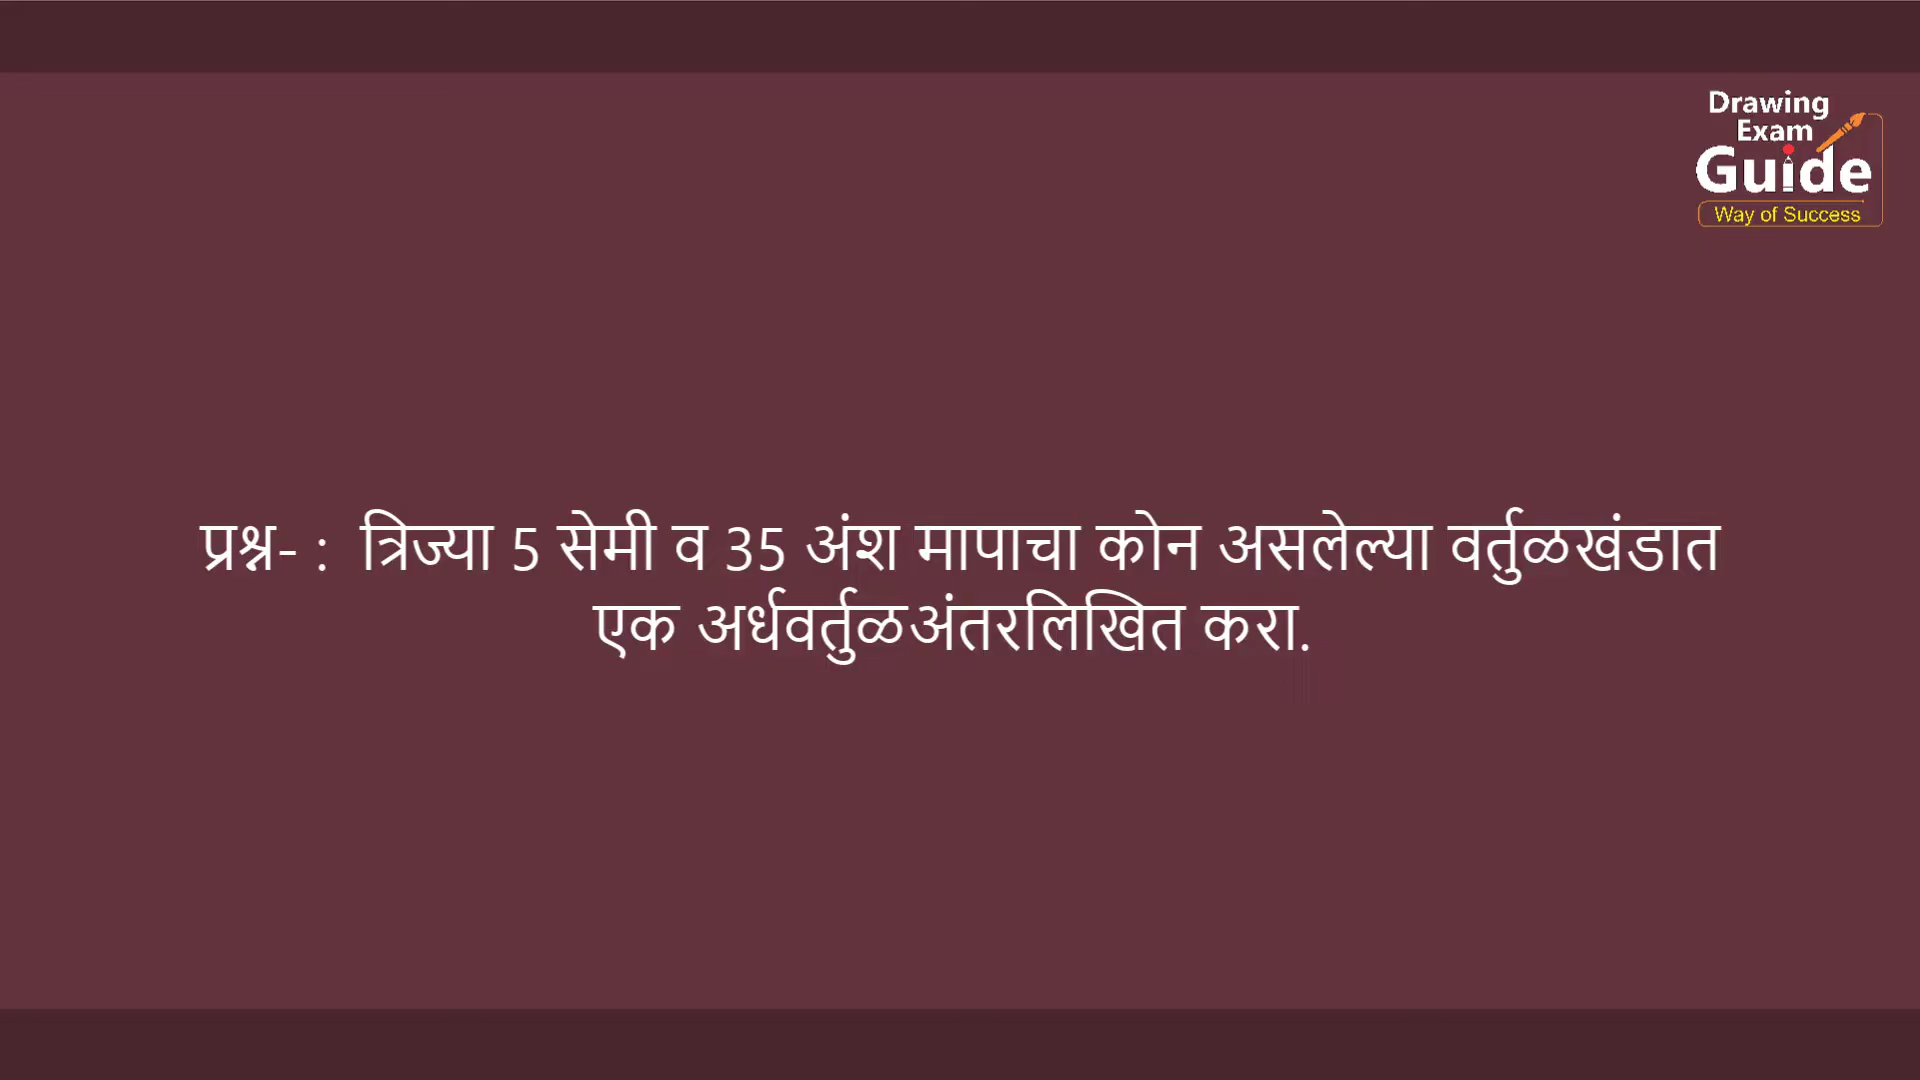 Drawing
Exam
Guide
Way of Success
प्रश्न- : त्रिज्या 5 सेमी व 35 अंश मापाचा कोन असलेल्या वर्तुळखंडात
एक अर्धवर्तुळअंतरलिखित करा.